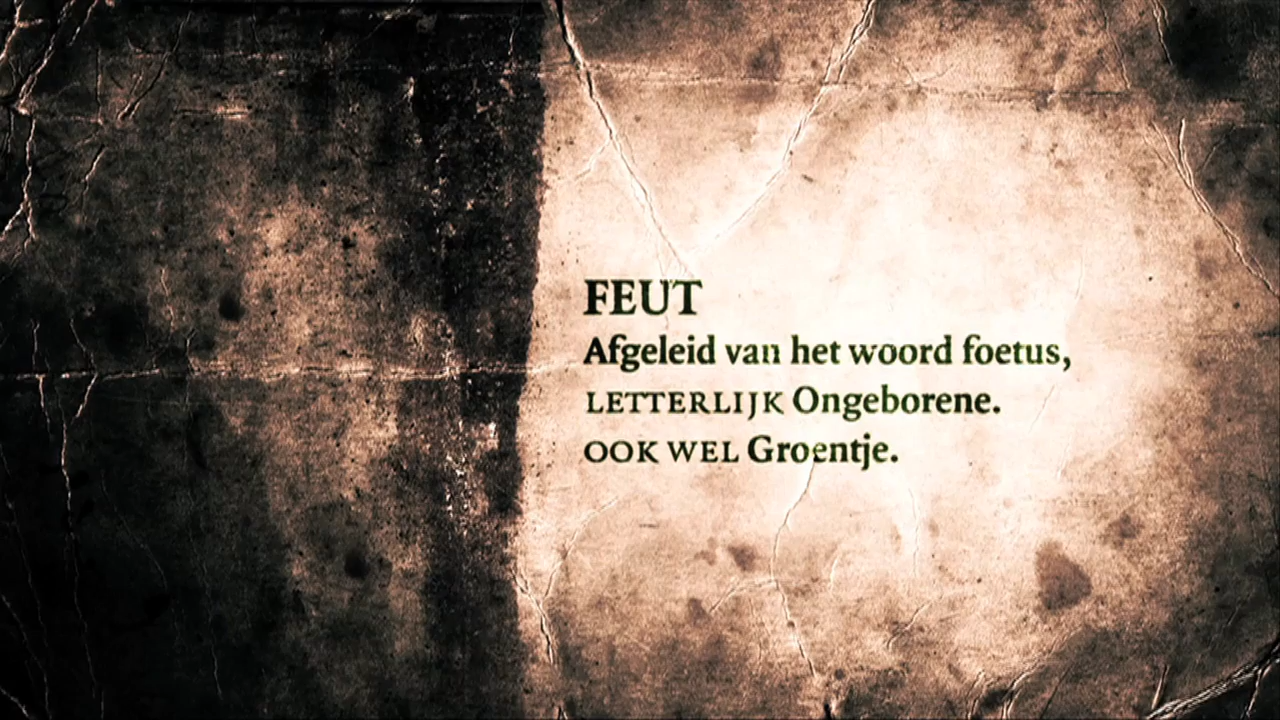 FEUT
Afgeleid van het woord foetus,
LETTERLIJK Ongeborene.
OOK WEL Groentje.